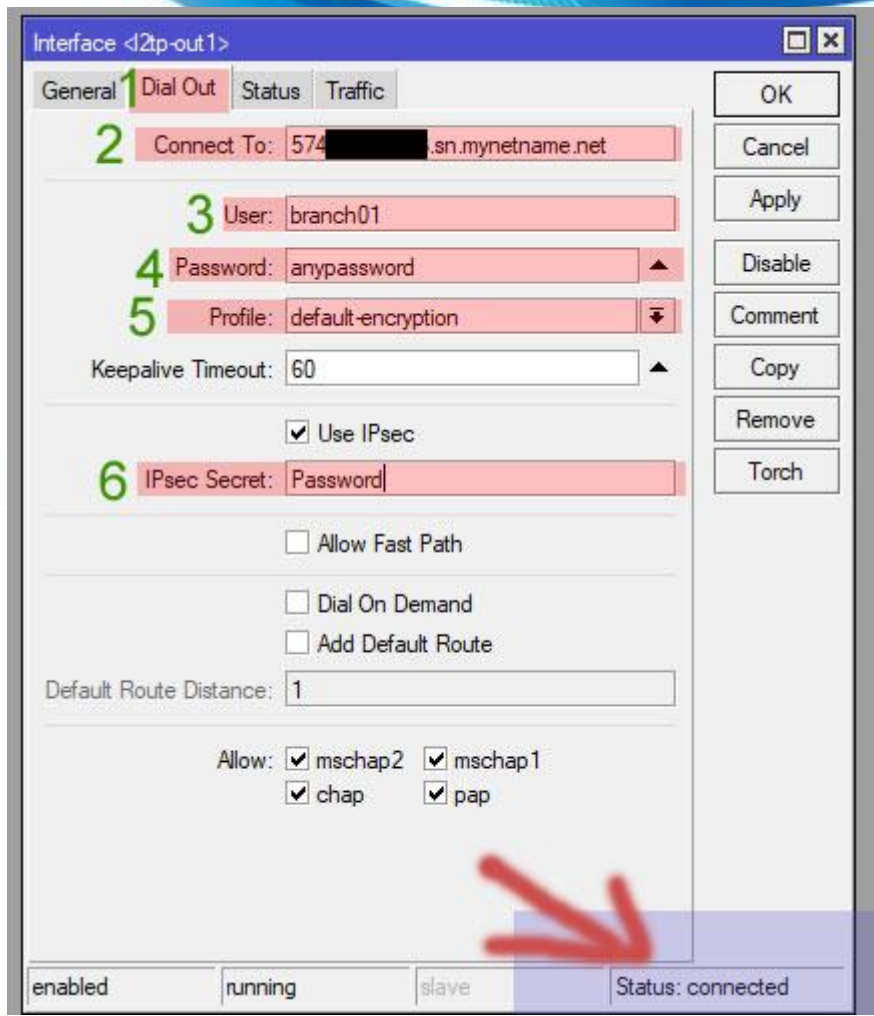 Interface <l2tp-out1>
General 1 Dial Out Status Traffic
OK
2 Connect To: 574 .sn.mynetname.net
Cancel
3 User: branch01
Apply
4 Password: anypassword
Disable
5 Profile: default-encryption
Comment
Keepalive Timeout: 60
Copy
Use IPsec
Remove
6 IPsec Secret: Password
Torch
Allow Fast Path
Dial On Demand
Add Default Route
Default Route Distance: 1
Allow: mschap2 mschap1
chap pap
enabled running slave Status: connected